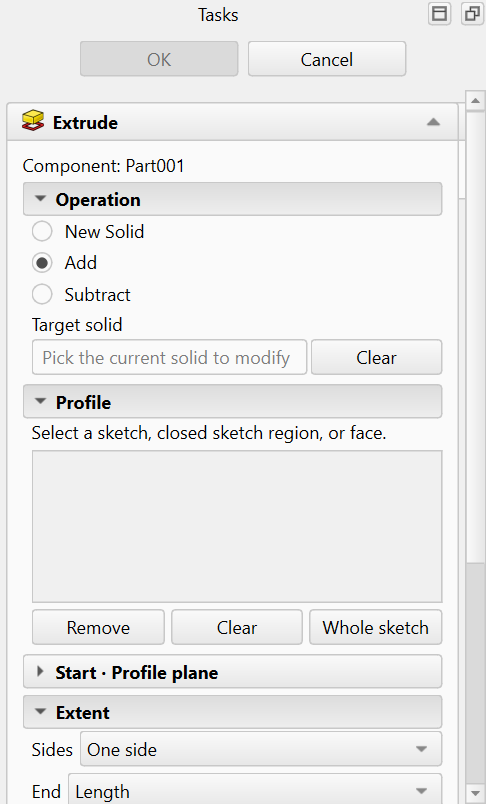 Tasks
OK Cancel
Extrude
Component: Part001
Operation
New Solid
Add
Subtract
Target solid
Pick the current solid to modify Clear
Profile
Select a sketch, closed sketch region, or face.
Remove Clear Whole sketch
Start · Profile plane
Extent
Sides One side
End Length